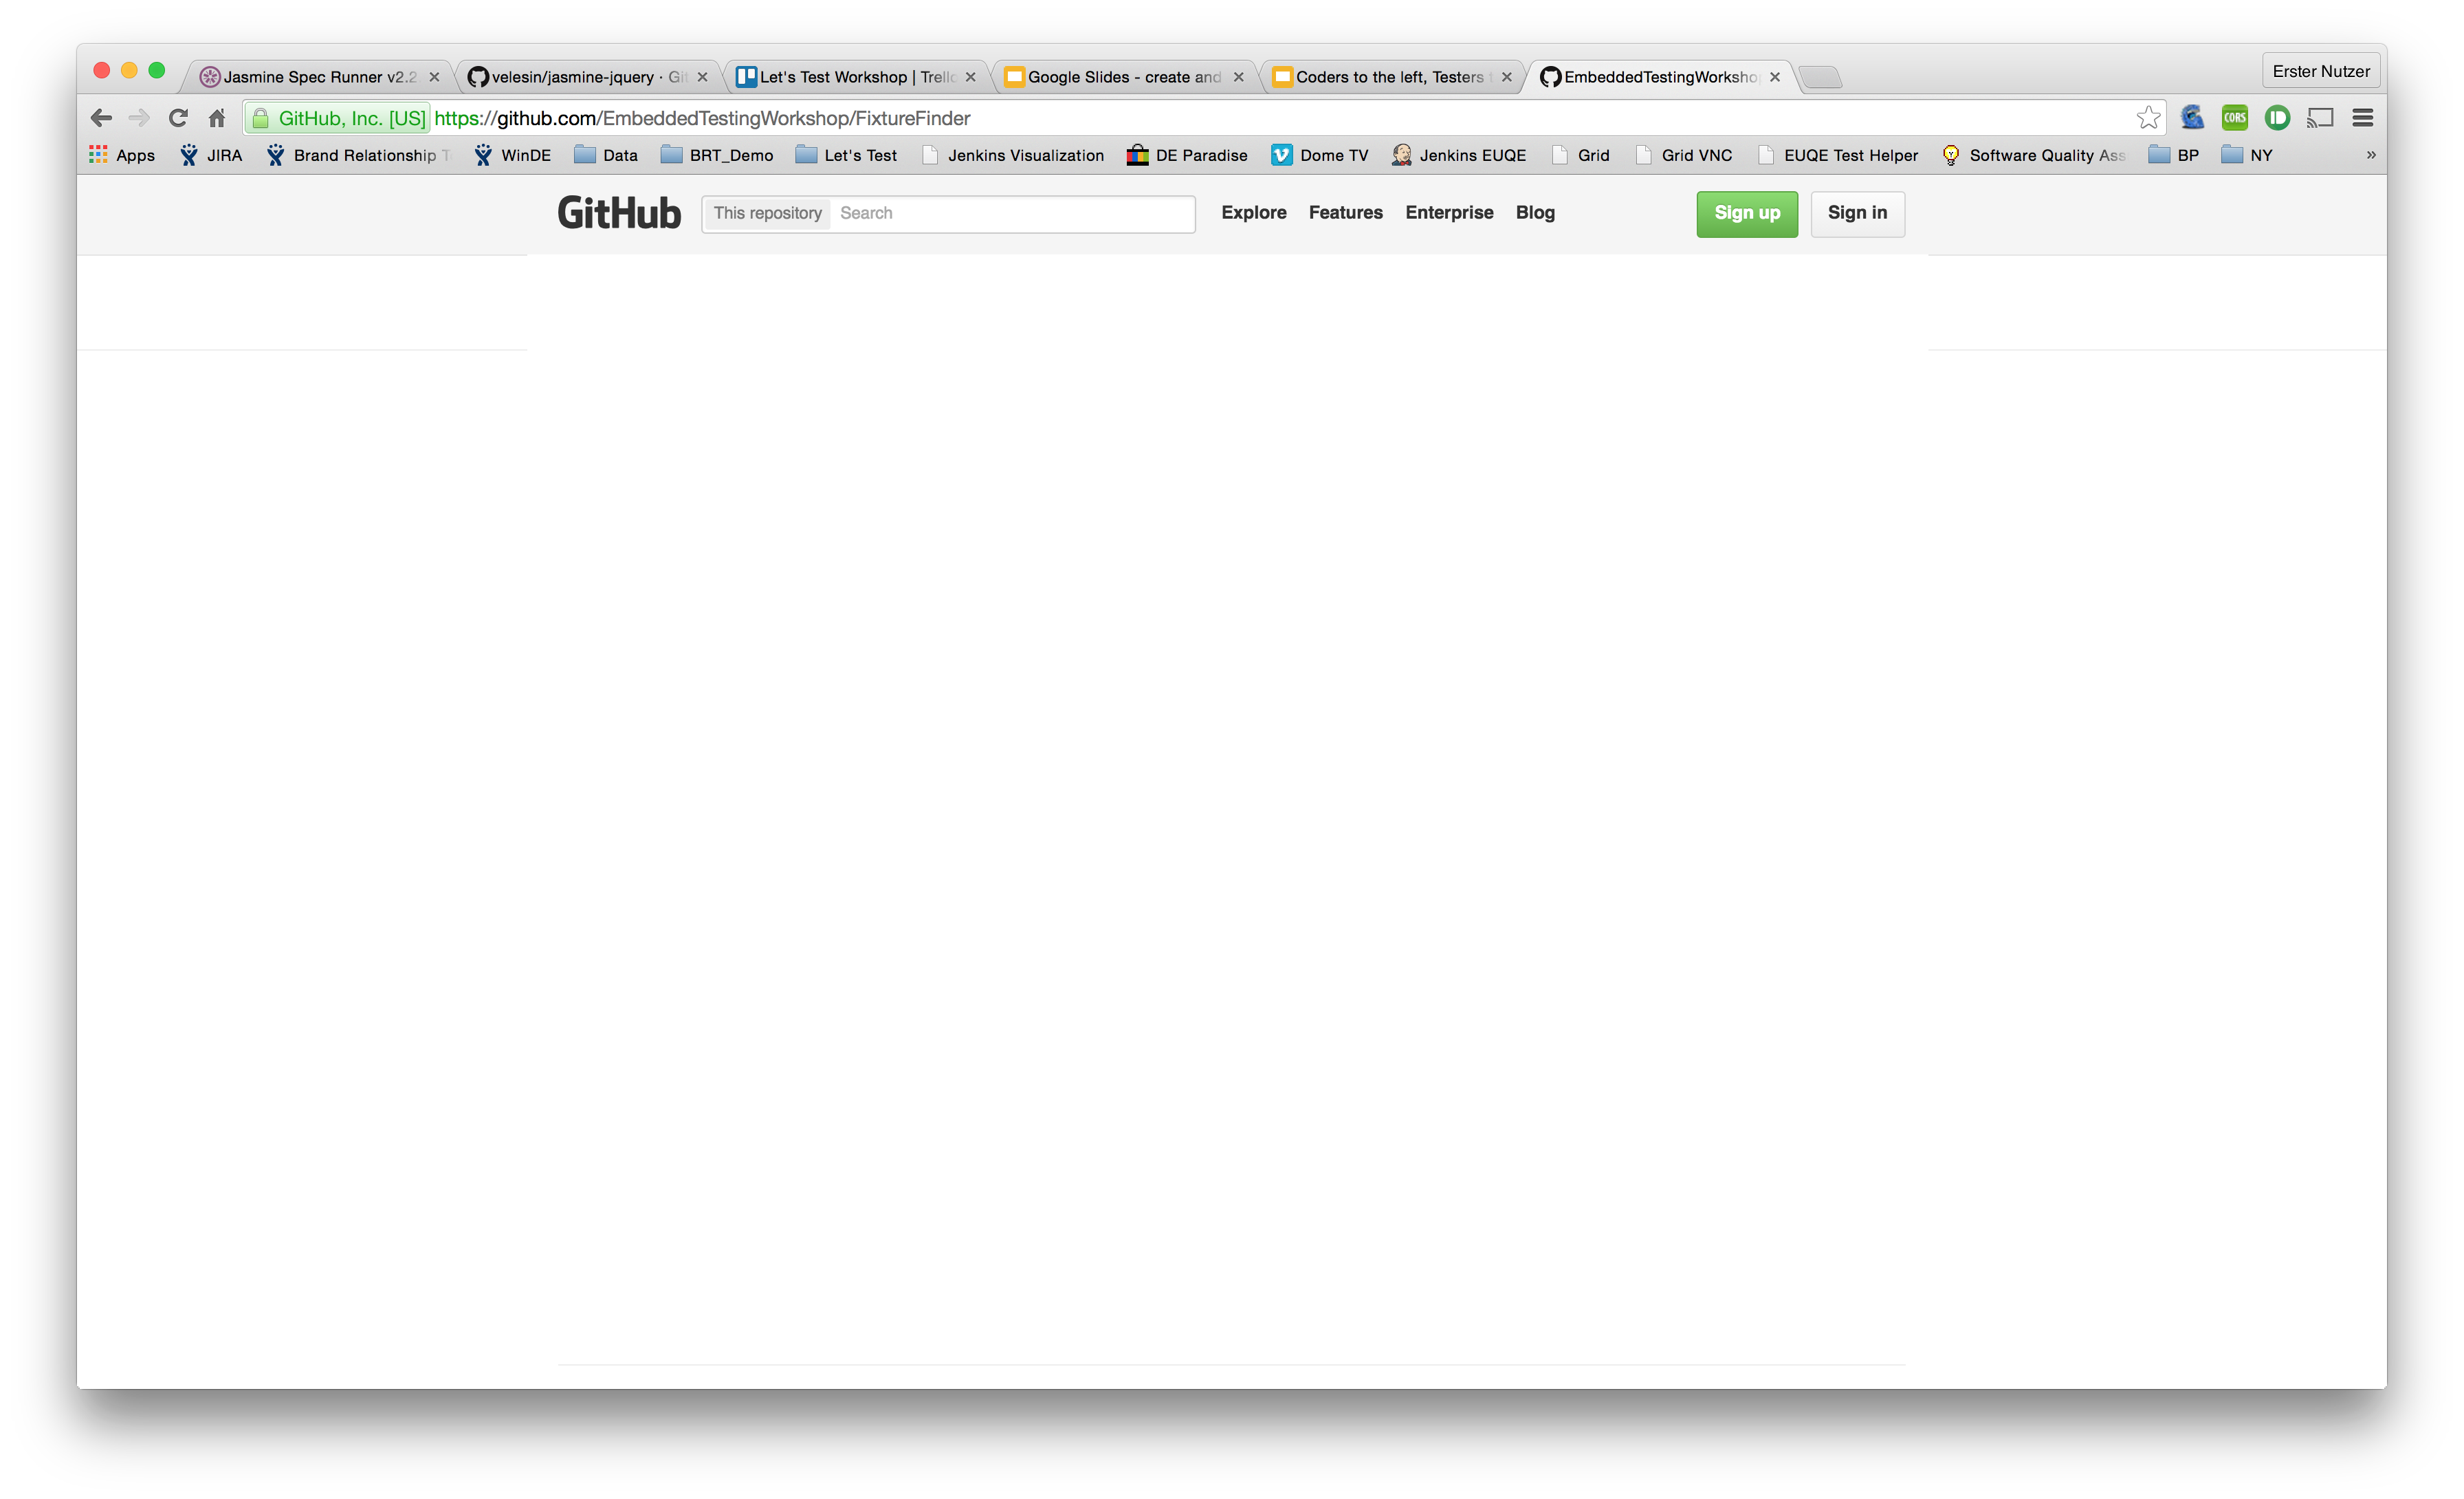 Jasmine Spec Runner v2.2 velesin/jasmine-jquery · Git Let's Test Workshop | Trello Google Slides - create and Coders to the left, Testers EmbeddedTestingWorkshop Erster Nutzer
GitHub, Inc. [US] https://github.com/EmbeddedTestingWorkshop/FixtureFinder CORS
Apps JIRA Brand Relationship WinDE Data BRT_Demo Let's Test Jenkins Visualization DE Paradise Dome TV Jenkins EUQE Grid Grid VNC EUQE Test Helper Software Quality Ass BP NY »
GitHub This repository Search Explore Features Enterprise Blog Sign up Sign in